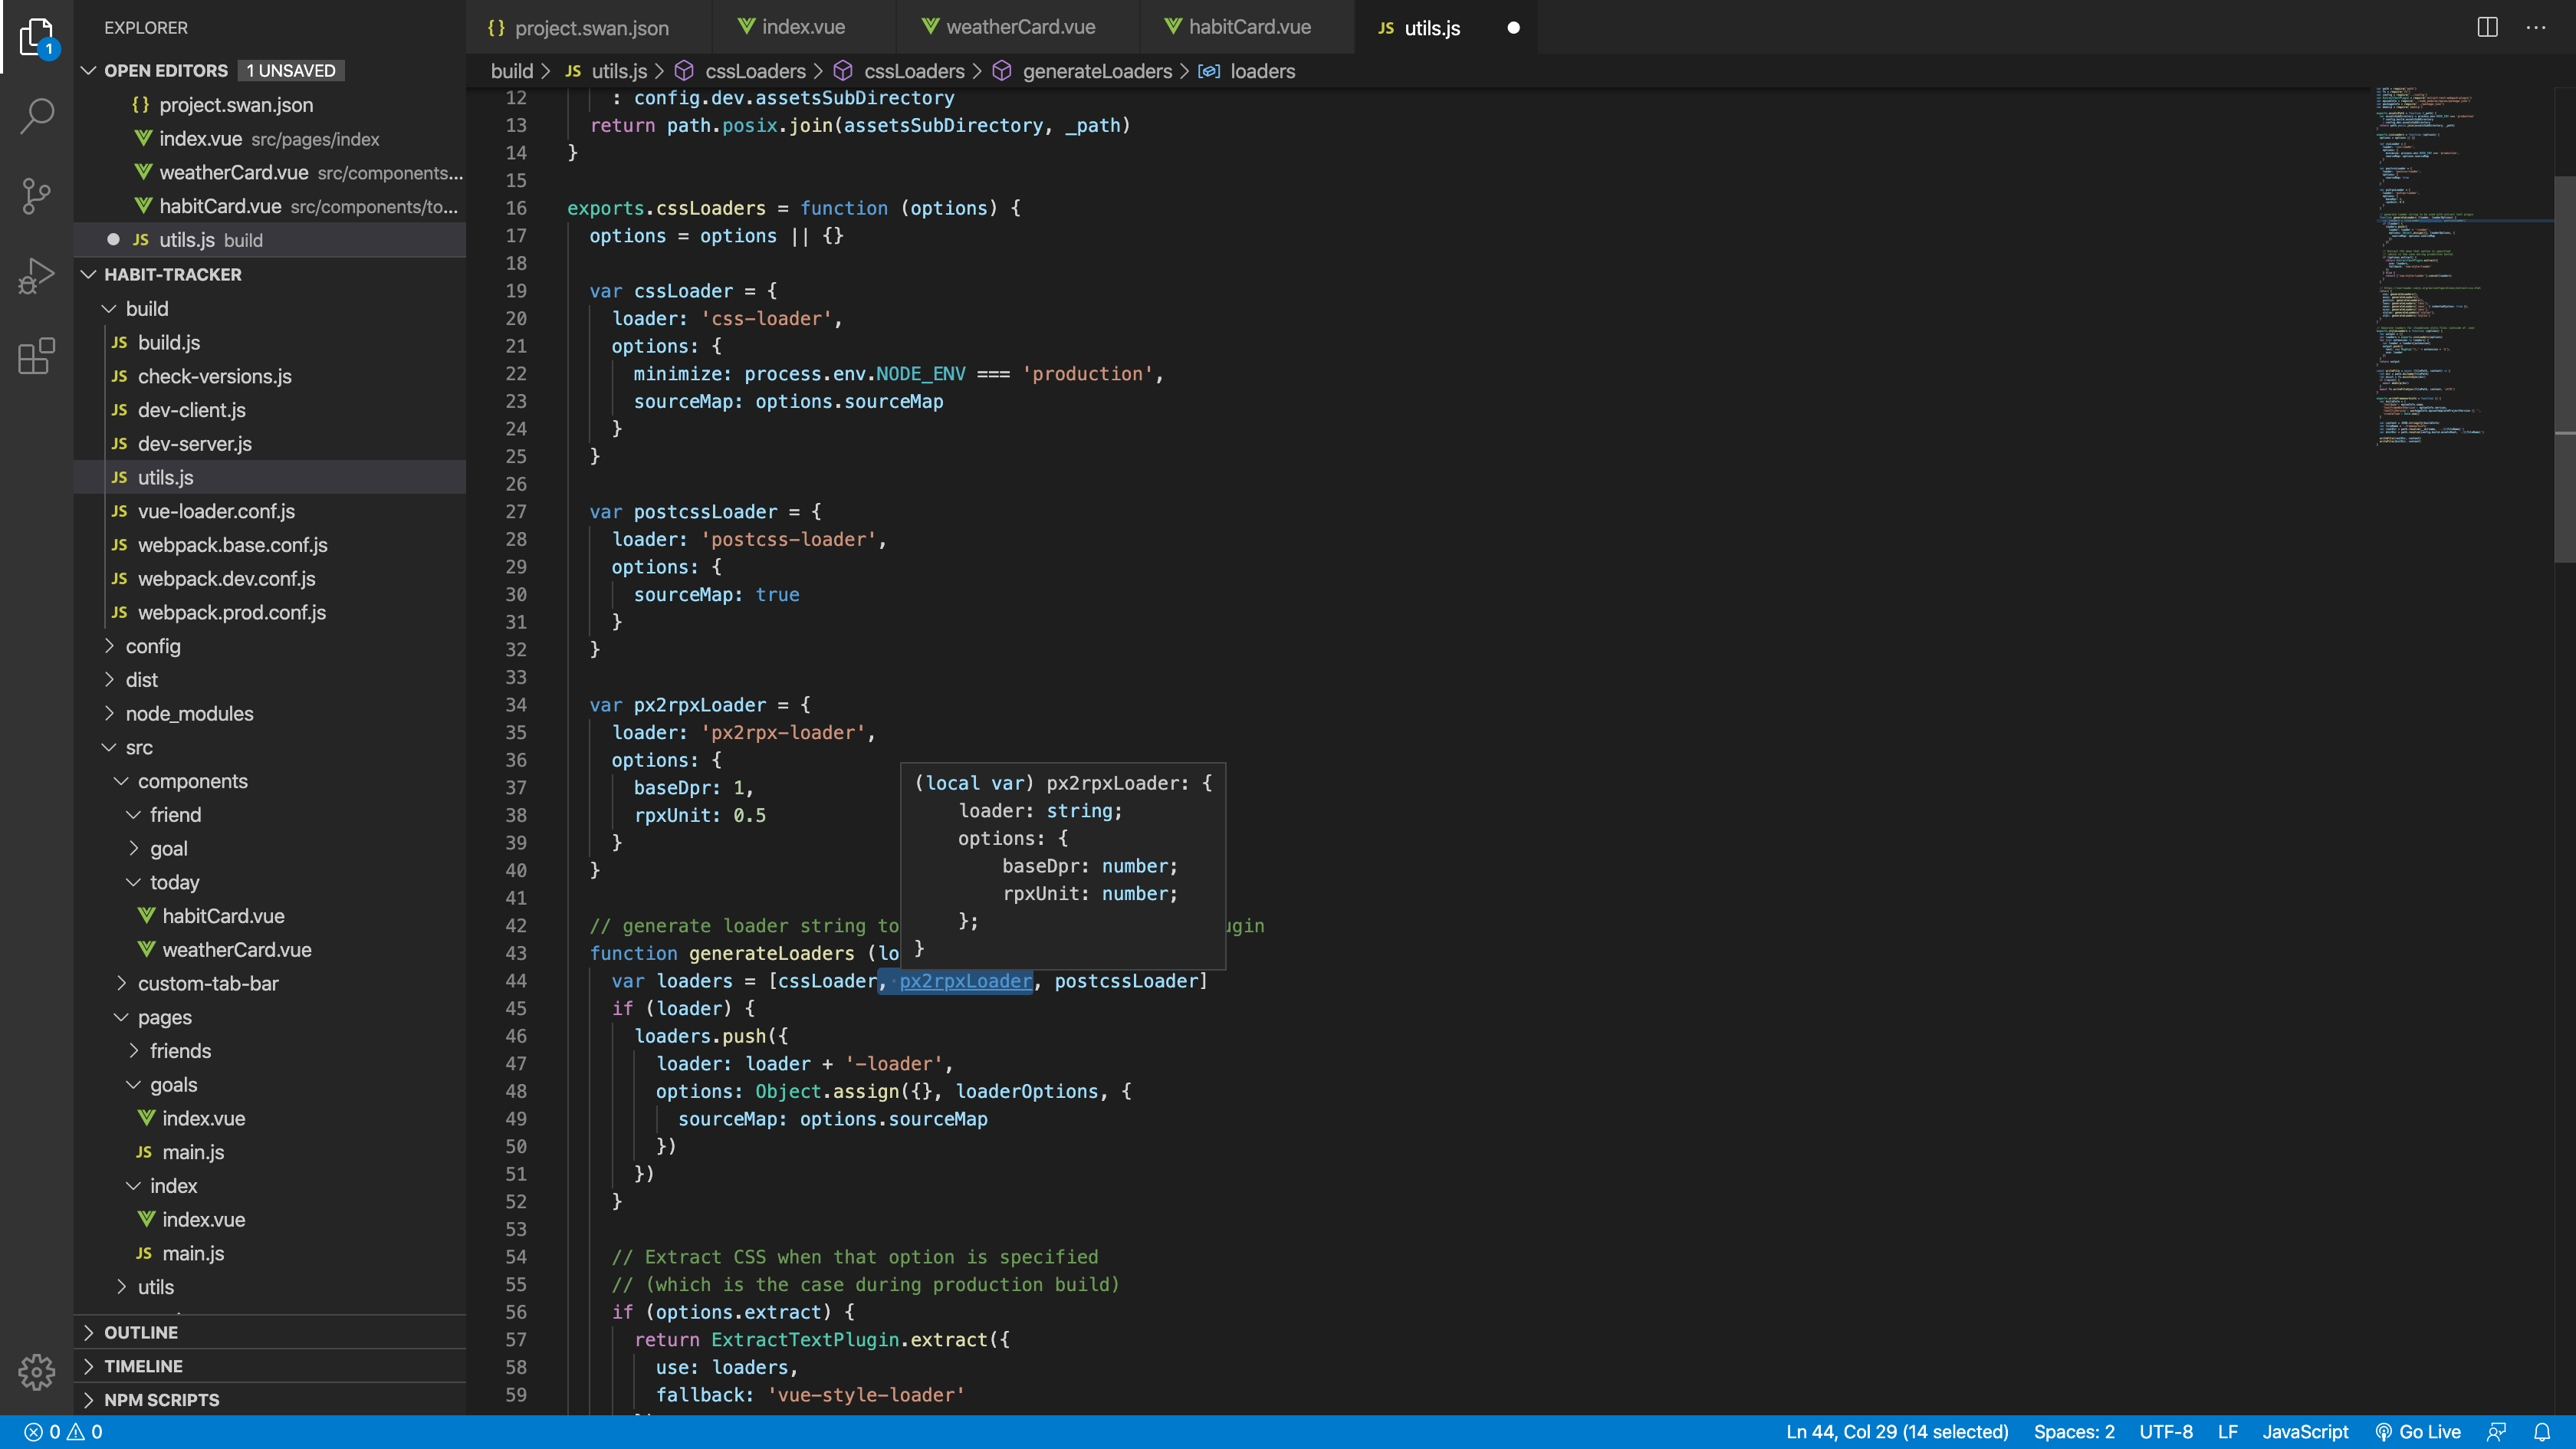 EXPLORER
1
OPEN EDITORS 1 UNSAVED
{} project.swan.json
index.vue src/pages/index
weatherCard.vue src/components...
habitCard.vue src/components/to...
JS utils.js build
HABIT-TRACKER
build
JS build.js
JS check-versions.js
JS dev-client.js
JS dev-server.js
JS utils.js
JS vue-loader.conf.js
JS webpack.base.conf.js
JS webpack.dev.conf.js
JS webpack.prod.conf.js
config
dist
node_modules
src
components
friend
goal
today
habitCard.vue
weatherCard.vue
custom-tab-bar
pages
friends
goals
index.vue
JS main.js
index
index.vue
JS main.js
utils
OUTLINE
TIMELINE
NPM SCRIPTS
{} project.swan.json index.vue weatherCard.vue habitCard.vue JS utils.js ...
build > JS utils.js > cssLoaders > cssLoaders > generateLoaders > loaders
12 : config.dev.assetsSubDirectory
13 return path.posix.join(assetsSubDirectory, _path)
14 }
15
16 exports.cssLoaders = function (options) {
17 options = options || {}
18
19 var cssLoader = {
20 loader: 'css-loader',
21 options: {
22 minimize: process.env.NODE_ENV === 'production',
23 sourceMap: options.sourceMap
24 }
25 }
26
27 var postcssLoader = {
28 loader: 'postcss-loader',
29 options: {
30 sourceMap: true
31 }
32 }
33
34 var px2rpxLoader = {
35 loader: 'px2rpx-loader',
36 options: {
37 baseDpr: 1,
38 rpxUnit: 0.5
39 }
40 }
41
42 // generate loader string to ugin
43 function generateLoaders (lo
44 var loaders = [cssLoader, px2rpxLoader, postcssLoader]
45 if (loader) {
46 loaders.push({
47 loader: loader + '-loader',
48 options: Object.assign({}, loaderOptions, {
49 sourceMap: options.sourceMap
50 })
51 })
52 }
53
54 // Extract CSS when that option is specified
55 // (which is the case during production build)
56 if (options.extract) {
57 return ExtractTextPlugin.extract({
58 use: loaders,
59 fallback: 'vue-style-loader'
(local var) px2rpxLoader: {
loader: string;
options: {
baseDpr: number;
rpxUnit: number;
};
}
0 0 Ln 44, Col 29 (14 selected) Spaces: 2 UTF-8 LF JavaScript Go Live